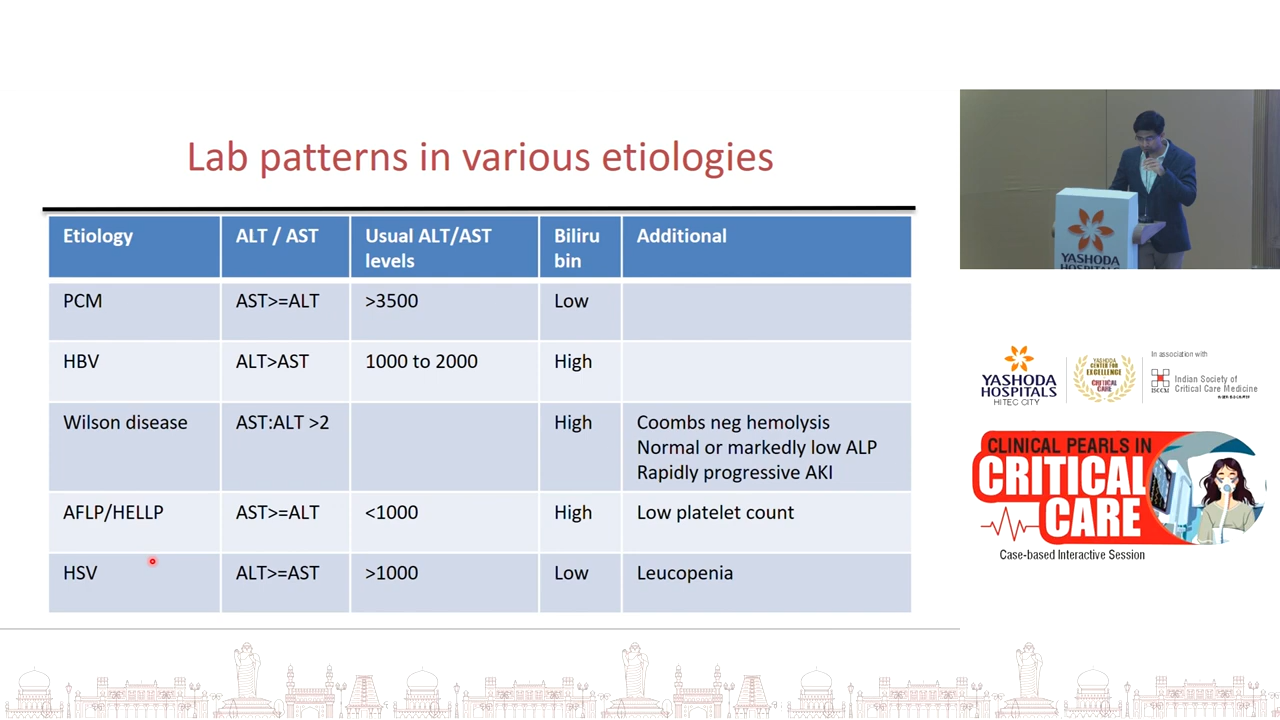 Lab patterns in various etiologies
Etiology ALT / AST Usual ALT/AST levels Bilirubin Additional
PCM AST>=ALT >3500 Low
HBV ALT>AST 1000 to 2000 High
Wilson disease AST:ALT >2 High Coombs neg hemolysis
Normal or markedly low ALP
Rapidly progressive AKI
AFLP/HELLP AST>=ALT <1000 High Low platelet count
HSV ALT>=AST >1000 Low Leucopenia
YASHODA
HOSPITALS
YASHODA
HOSPITALS
HITEC CITY
YASHODA
CENTER FOR
EXCELLENCE
CRITICAL
CARE
In association with
ISCCM
Indian Society of
Critical Care Medicine
CLINICAL PEARLS IN
CRITICAL
CARE
Case-based Interactive Session